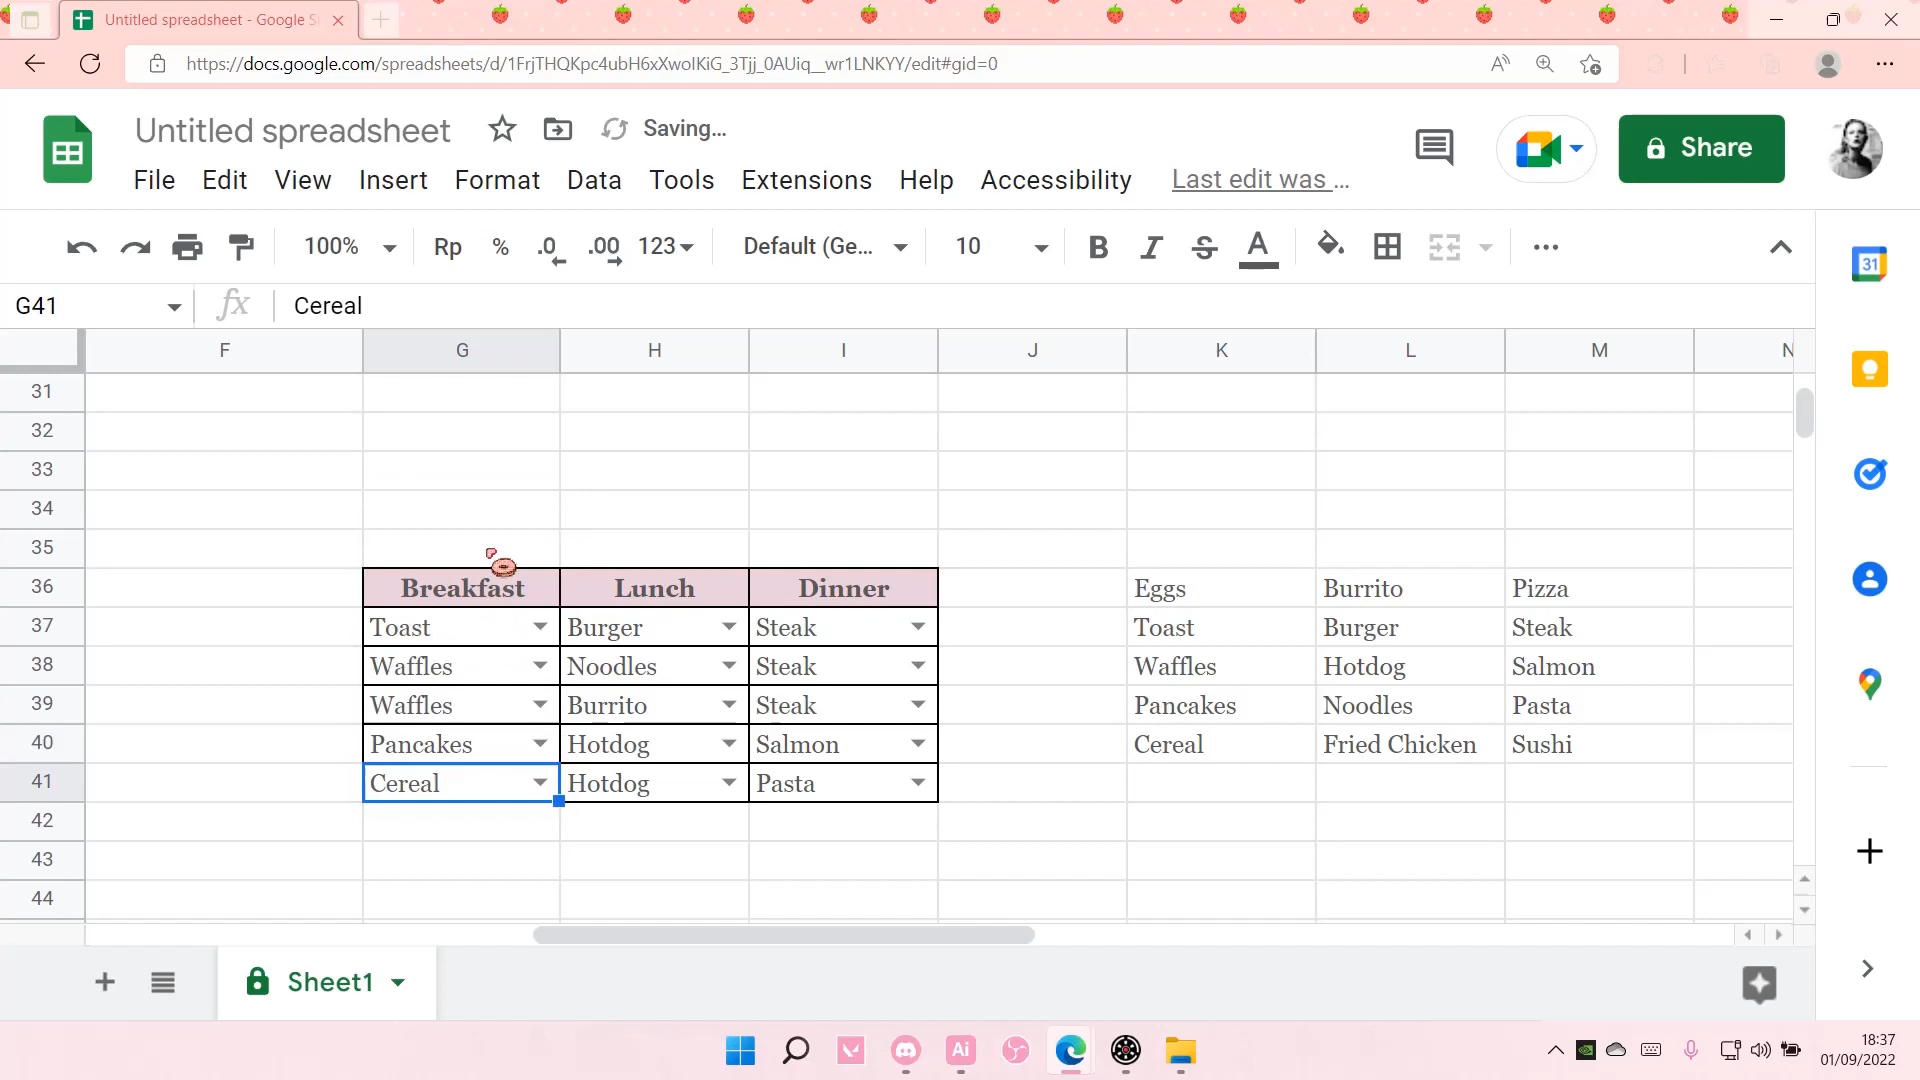 Untitled spreadsheet - Google S
https://docs.google.com/spreadsheets/d/1FrjTHQKpc4ubH6xXwoIKiG_3Tjj_0AUiq__wr1LNKYY/edit#gid=0
Untitled spreadsheet Saving...
File Edit View Insert Format Data Tools Extensions Help Accessibility Last edit was ...
Share
100% Rp % .0 .00 123 Default (Ge... 10 B I S A
G41 fx Cereal
F G H I J K L M N
31
32
33
34
35
36 Breakfast Lunch Dinner Eggs Burrito Pizza
37 Toast Burger Steak Toast Burger Steak
38 Waffles Noodles Steak Waffles Hotdog Salmon
39 Waffles Burrito Steak Pancakes Noodles Pasta
40 Pancakes Hotdog Salmon Cereal Fried Chicken Sushi
41 Cereal Hotdog Pasta
42
43
44
31
Sheet1
Ai
18:37
01/09/2022